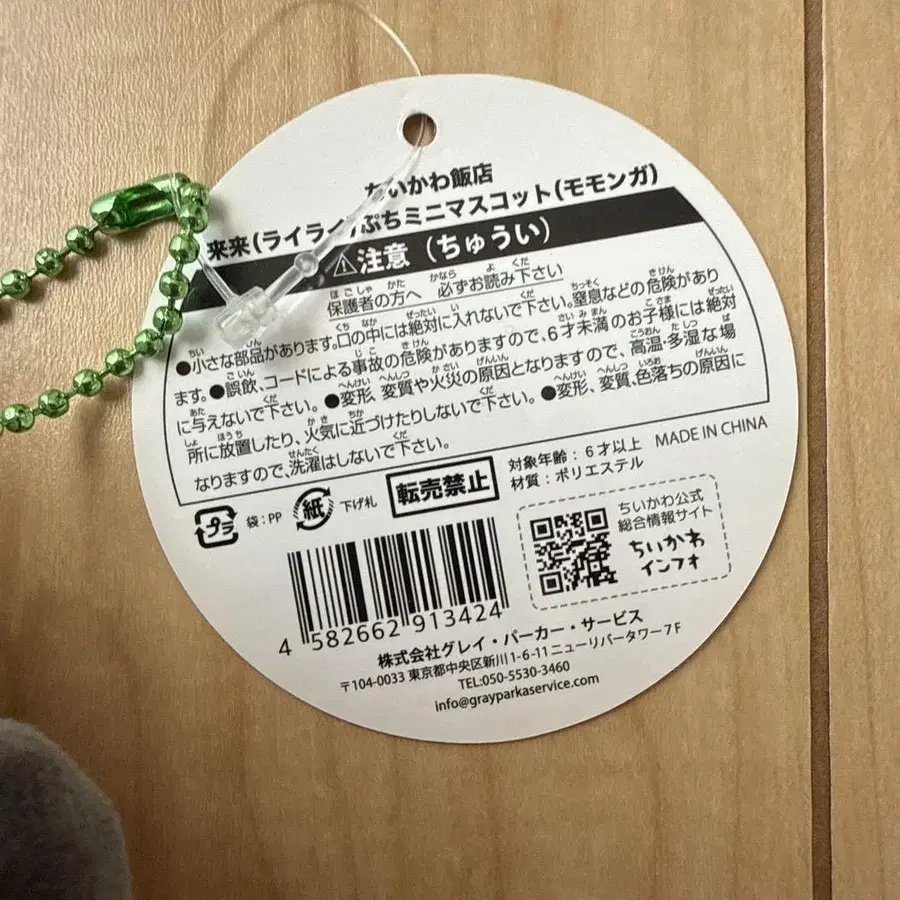 ちいかわ飯店
来来(ライライ)ぷちミニマスコット(モモンガ)
⚠注意(ちゅうい)
保護者の方へ 必ずお読み下さい
●小さな部品があります。口の中には絶対に入れないで下さい。窒息などの危険があり
ます。●誤飲、コードによる事故の危険がありますので、6才未満のお子様には絶対
に与えないで下さい。●変形、変質や火災の原因となりますので、高温・多湿な場
所に放置したり、火気に近づけたりしないで下さい。●変形、変質、色落ちの原因に
なりますので、洗濯はしないで下さい。
対象年齢:6才以上 MADE IN CHINA
材質:ポリエステル
プラ 袋:PP 紙 下げ札 転売禁止
ちいかわ公式
総合情報サイト
ちいかわ
インフォ
4 582662 913424
株式会社グレイ・パーカー・サービス
〒104-0033 東京都中央区新川1-6-11 ニューリバータワー7F
TEL:050-5530-3460
info@grayparkaservice.com